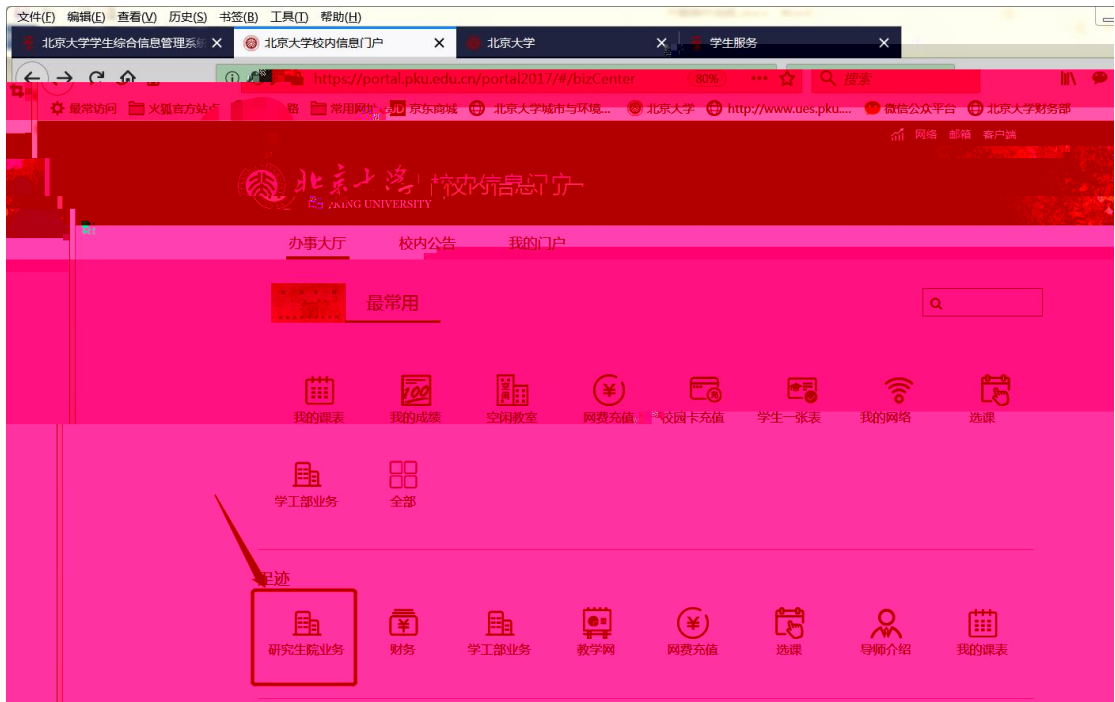 文件(F) 编辑(E) 查看(V) 历史(S) 书签(B) 工具(T) 帮助(H)
北京大学学生综合信息管理系统 北京大学校内信息门户 北京大学 学生服务
https://portal.pku.edu.cn/portal2017/#/bizCenter 80% 搜索
最常访问 火狐官方站点 常用网址 JD 京东商城 北京大学城市与环境... 北京大学 http://www.ues.pku.... 微信公众平台 北京大学财务部
网络 邮箱 客户端
北京大学 校内信息门户
PEKING UNIVERSITY
办事大厅 校内公告 我的门户
最常用
我的课表 我的成绩 空闲教室 网费充值 校园卡充值 学生一张表 我的网络 选课
学工部业务 全部
足迹
研究生院业务 财务 学工部业务 教学网 网费充值 选课 导师介绍 我的课表